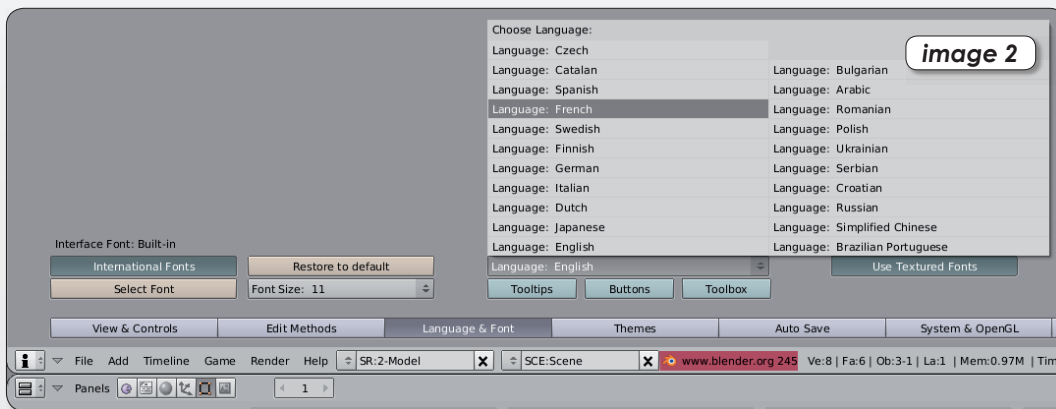 Choose Language:
image 2
Language: Czech
Language: Catalan
Language: Bulgarian
Language: Spanish
Language: Arabic
Language: French
Language: Romanian
Language: Swedish
Language: Polish
Language: Finnish
Language: Ukrainian
Language: German
Language: Serbian
Language: Italian
Language: Croatian
Language: Dutch
Language: Russian
Language: Japanese
Language: Simplified Chinese
Language: English
Language: Brazilian Portuguese
Interface Font: Built-in
International Fonts
Restore to default
Language: English
Use Textured Fonts
Select Font
Font Size: 11
Tooltips
Buttons
Toolbox
View & Controls
Edit Methods
Language & Font
Themes
Auto Save
System & OpenGL
File Add Timeline Game Render Help SR:2-Model X SCE:Scene X www.blender.org 245 Ve:8 | Fa:6 | Ob:3-1 | La:1 | Mem:0.97M | Tim
Panels 1